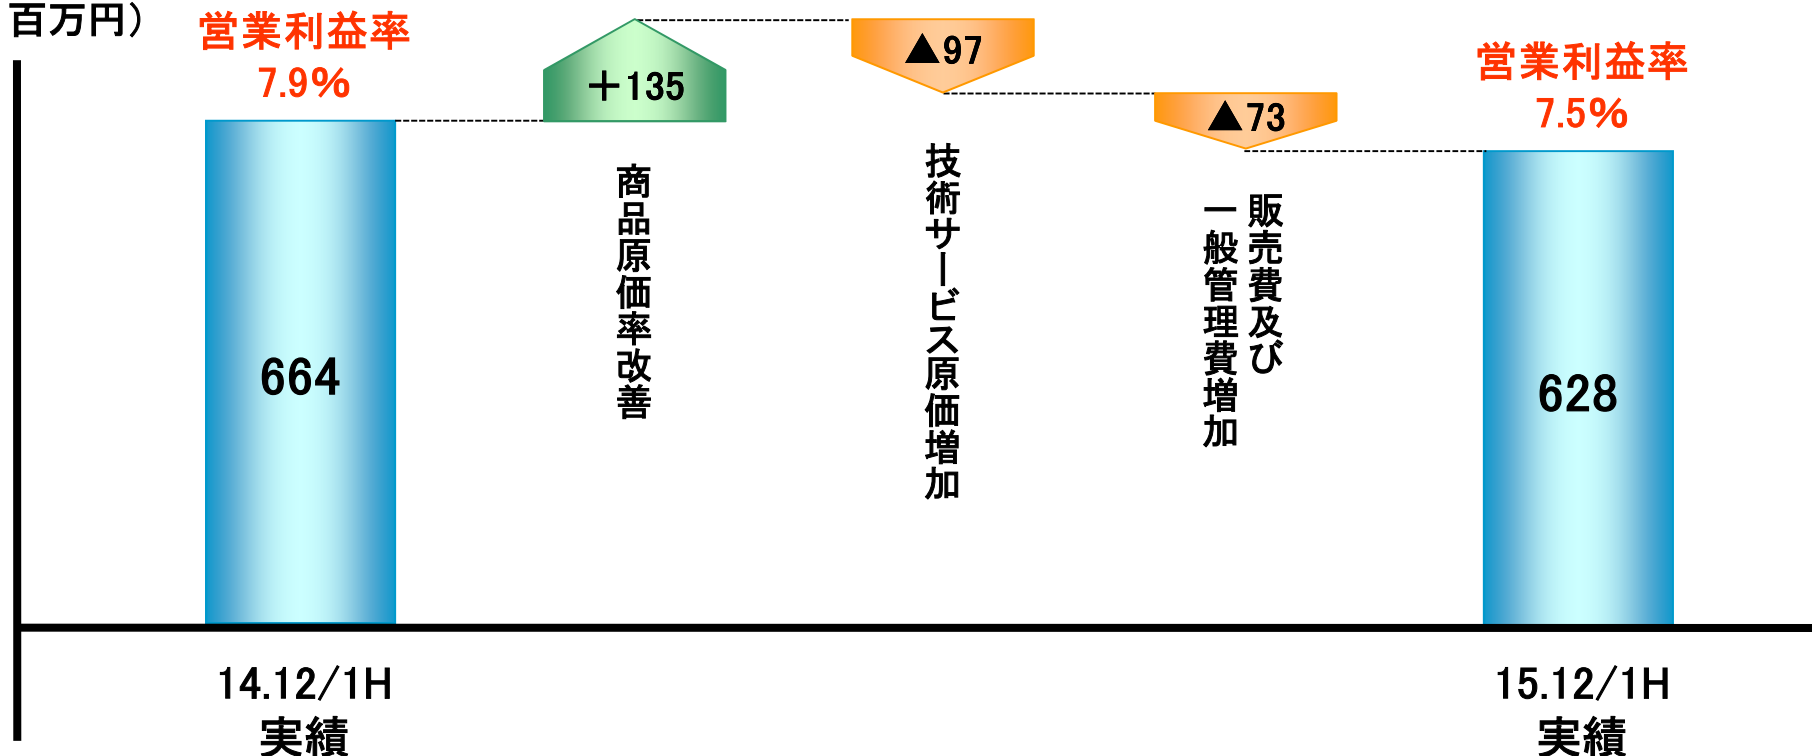 百万円）
営業利益率
7.9%
664
＋135
商品原価率改善
▲97
技術サービス原価増加
▲73
販売費及び
一般管理費増加
営業利益率
7.5%
628
14.12/1H
実績
15.12/1H
実績